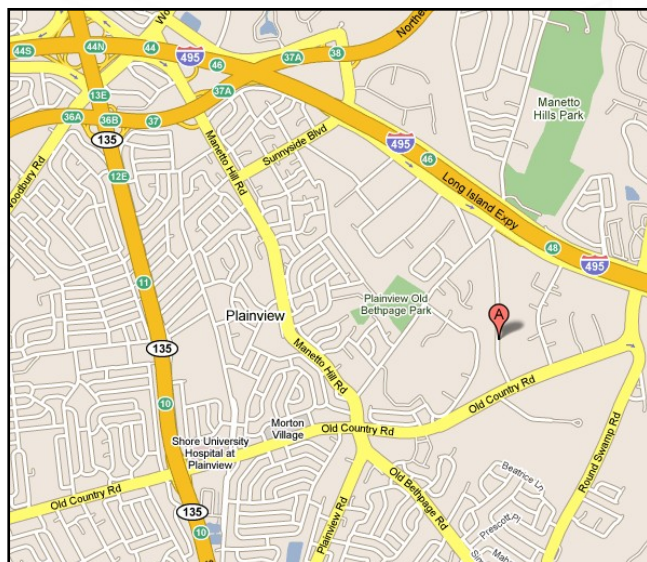 Wo
44S
44N
44
495
46
37A
38
Northe
13E
37A
36A
36B
37
135
12E
Woodbury Rd
Manetto Hill Rd
Sunnyside Blvd
495
46
Long Island Expy
Manetto
Hills Park
48
495
11
Plainview
Plainview Old
Bethpage Park
A
135
Manetto Hill Rd
10
Morton
Village
Old Country Rd
Old Country Rd
Shore University
Hospital at
Plainview
Old Country Rd
135
10
Plainview Rd
Old Bethpage Rd
Round Swamp Rd
Beatrice Ln
Prescott Pl